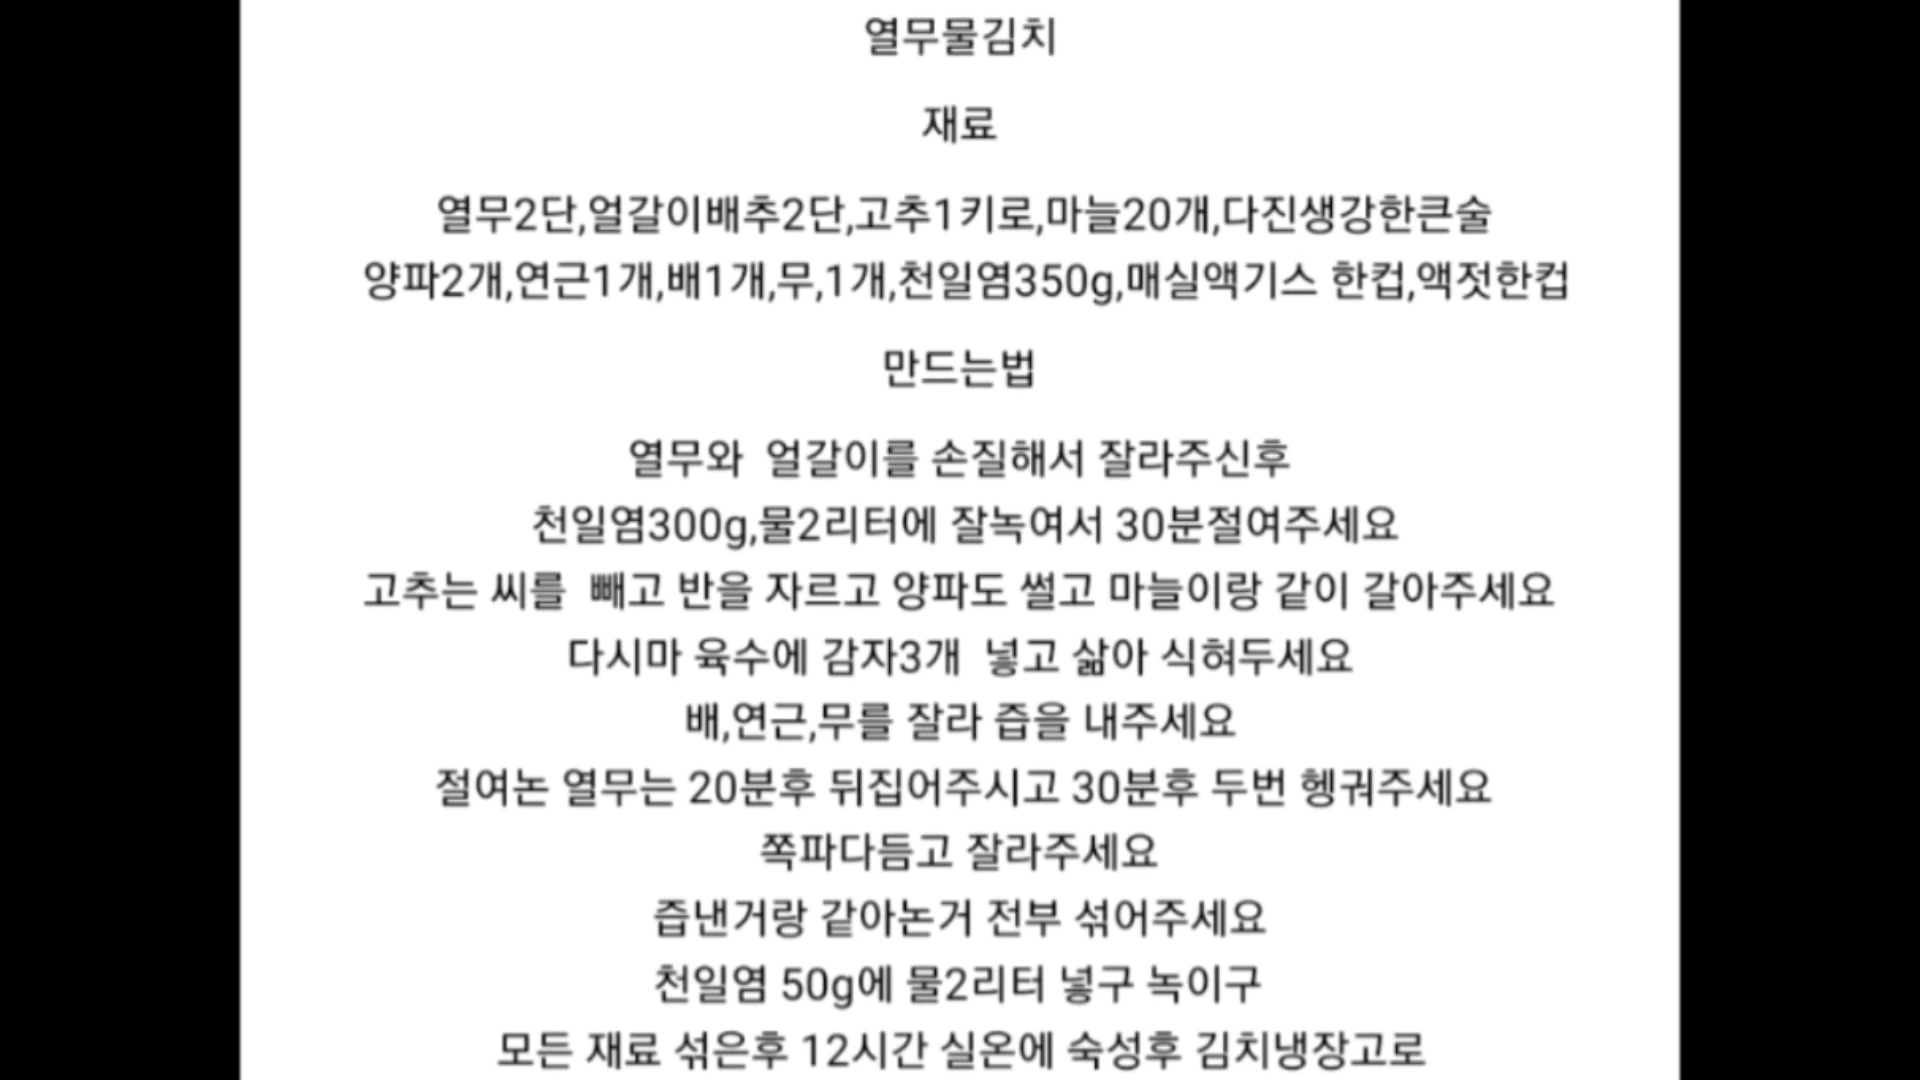 열무물김치
재료
열무2단,얼갈이배추2단,고추1키로,마늘20개,다진생강한큰술
양파2개,연근1개,배1개,무,1개,천일염350g,매실액기스 한컵,액젓한컵
만드는법
열무와 얼갈이를 손질해서 잘라주신후
천일염300g,물2리터에 잘녹여서 30분절여주세요
고추는 씨를 빼고 반을 자르고 양파도 썰고 마늘이랑 같이 갈아주세요
다시마 육수에 감자3개 넣고 삶아 식혀두세요
배,연근,무를 잘라 즙을 내주세요
절여논 열무는 20분후 뒤집어주시고 30분후 두번 헹궈주세요
쪽파다듬고 잘라주세요
즙낸거랑 같아논거 전부 섞어주세요
천일염 50g에 물2리터 넣구 녹이구
모든 재료 섞은후 12시간 실온에 숙성후 김치냉장고로